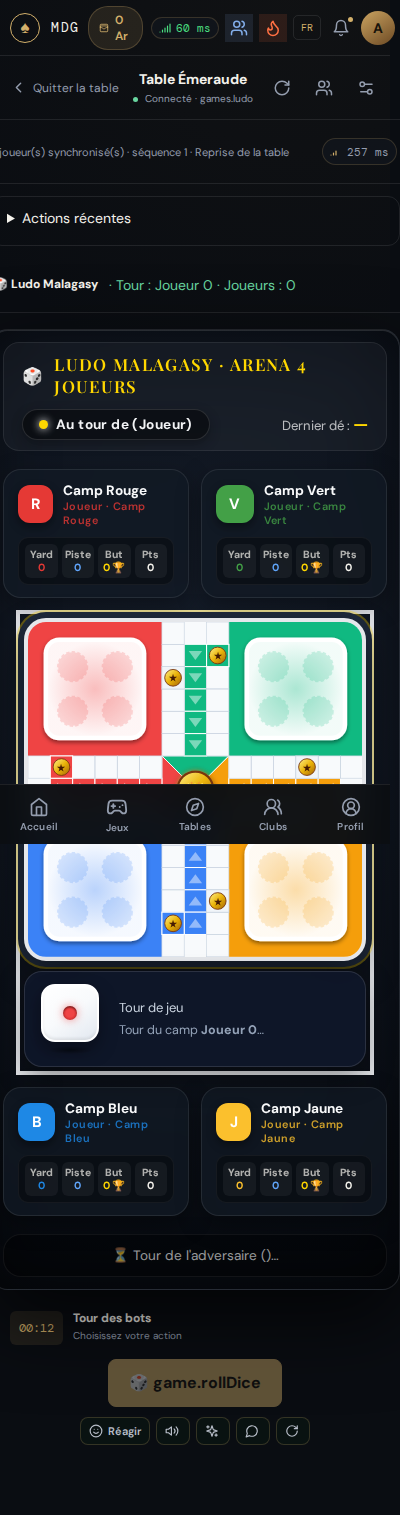 MDG
0
Ar
60 ms
FR
A
Quitter la table
Table Émeraude
Connecté · games.ludo
joueur(s) synchronisé(s) · séquence 1 · Reprise de la table
257 ms
Actions récentes
Ludo Malagasy · Tour : Joueur 0 · Joueurs : 0
LUDO MALAGASY · ARENA 4
JOUEURS
Au tour de (Joueur)
Dernier dé : —
R
Camp Rouge
Joueur · Camp
Rouge
Yard Piste But Pts
0 0 0 🏆 0
V
Camp Vert
Joueur · Camp
Vert
Yard Piste But Pts
0 0 0 🏆 0
Accueil
Jeux
Tables
Clubs
Profil
Tour de jeu
Tour du camp Joueur 0...
B
Camp Bleu
Joueur · Camp
Bleu
Yard Piste But Pts
0 0 0 🏆 0
J
Camp Jaune
Joueur · Camp
Jaune
Yard Piste But Pts
0 0 0 🏆 0
⏳ Tour de l'adversaire ()...
00:12
Tour des bots
Choisissez votre action
🎲 game.rollDice
Réagir